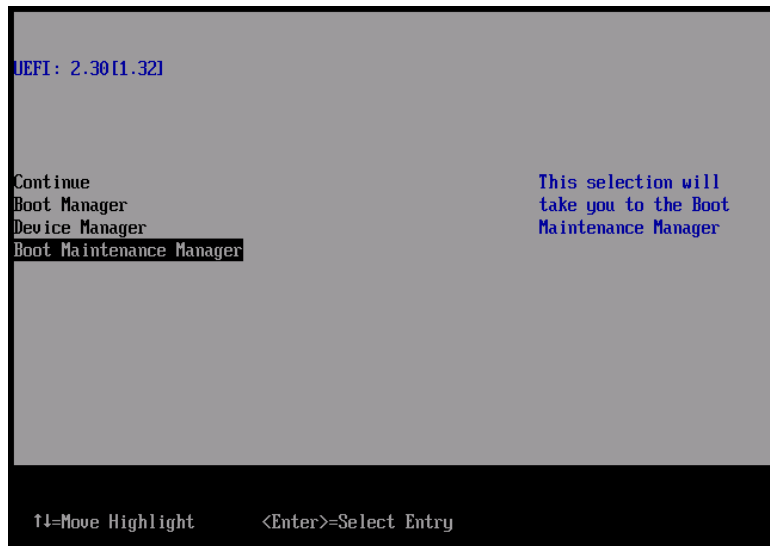 UEFI: 2.30[1.32]
Continue
Boot Manager
Device Manager
Boot Maintenance Manager
This selection will
take you to the Boot
Maintenance Manager
↑↓=Move Highlight
<Enter>=Select Entry